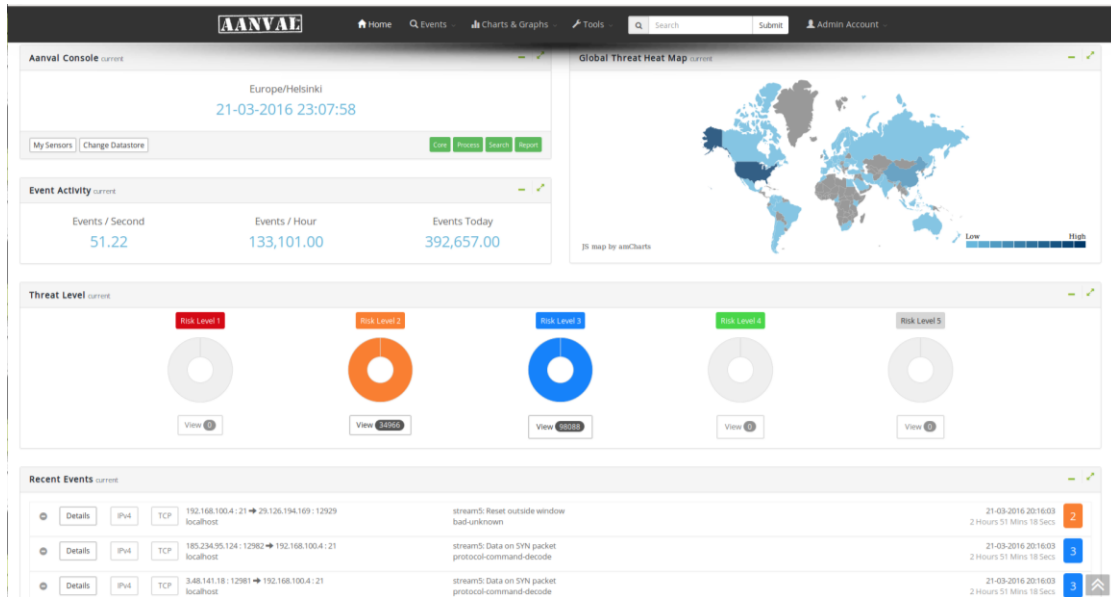 AANVAL Home Events Charts & Graphs Tools Search Submit Admin Account
Aanval Console current
Europe/Helsinki
21-03-2016 23:07:58
My Sensors Change Datastore Core Process Search Report
Event Activity current
Events / Second Events / Hour Events Today
51.22 133,101.00 392,657.00
Global Threat Heat Map current
JS map by amCharts
Low High
Threat Level current
Risk Level 1 Risk Level 2 Risk Level 3 Risk Level 4 Risk Level 5
View 0 View 34966 View 98088 View 0 View 0
Recent Events current
Details IPv4 TCP 192.168.100.4 : 21 ➔ 29.126.194.169 : 12929 stream5: Reset outside window 21-03-2016 20:16:03 2
localhost bad-unknown 2 Hours 51 Mins 18 Secs
Details IPv4 TCP 185.234.95.124 : 12982 ➔ 192.168.100.4 : 21 stream5: Data on SYN packet 21-03-2016 20:16:03 3
localhost protocol-command-decode 2 Hours 51 Mins 18 Secs
Details IPv4 TCP 3.48.141.18 : 12981 ➔ 192.168.100.4 : 21 stream5: Data on SYN packet 21-03-2016 20:16:03 3
localhost protocol-command-decode 2 Hours 51 Mins 18 Secs